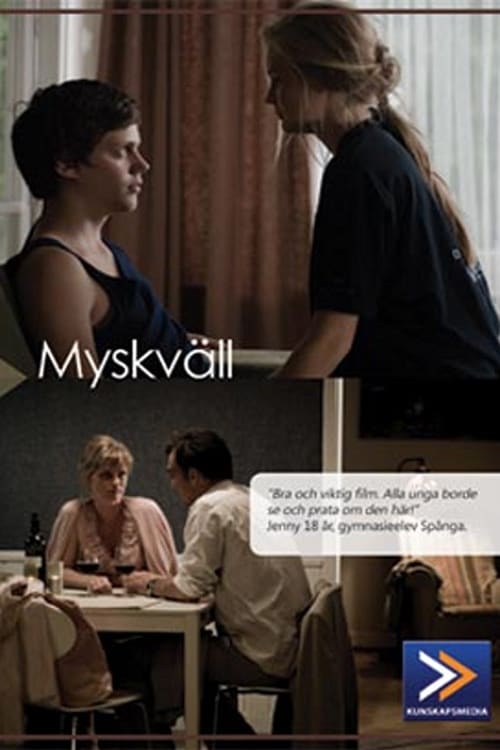 Myskväll
"Bra och viktig film. Alla unga borde
se och prata om den här!"
Jenny 18 år, gymnasieelev Spånga.
KUNSKAPSMEDIA